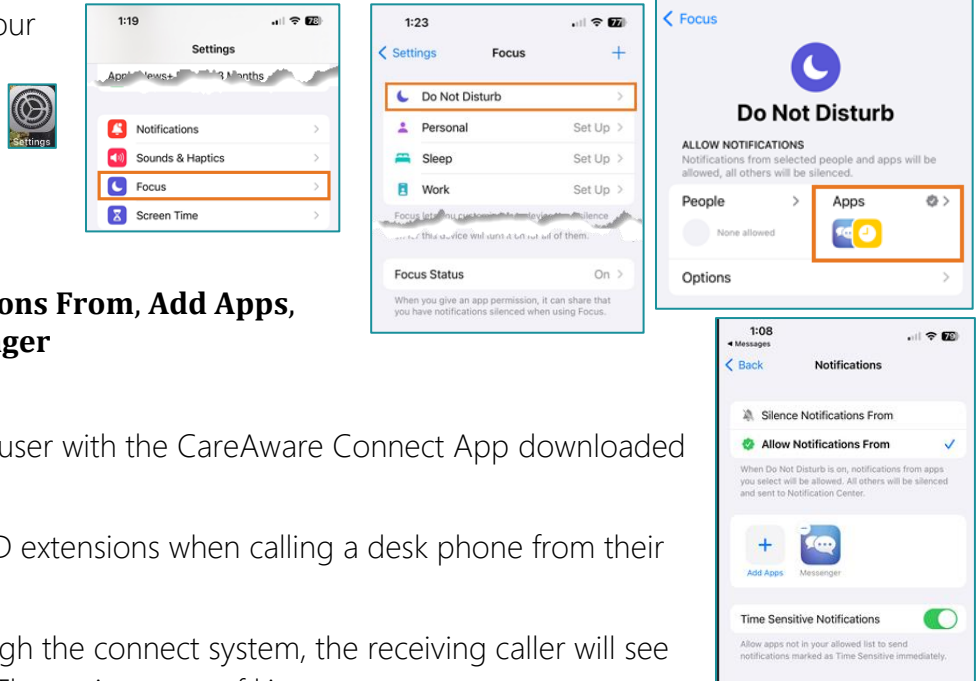 our
Settings
1:19
78
Settings
3 Months
Notifications
Sounds & Haptics
Focus
Screen Time
1:23
77
Settings
Focus
Do Not Disturb
Personal
Set Up
Sleep
Set Up
Work
Set Up
this device will
of them.
Focus Status
On
When you give an app permission, it can share that
you have notifications silenced when using Focus.
Focus
Do Not Disturb
ALLOW NOTIFICATIONS
Notifications from selected people and apps will be
allowed, all others will be silenced.
People
None allowed
Apps
Options
ions From, Add Apps,
ger
user with the CareAware Connect App downloaded
D extensions when calling a desk phone from their
gh the connect system, the receiving caller will see
1:08
79
Messages
Back
Notifications
Silence Notifications From
Allow Notifications From
When Do Not Disturb is on, notifications from apps
you select will be allowed. All others will be silenced
and sent to Notification Center.
Add Apps
Messenger
Time Sensitive Notifications
Allow apps not in your allowed list to send
notifications marked as Time Sensitive immediately.